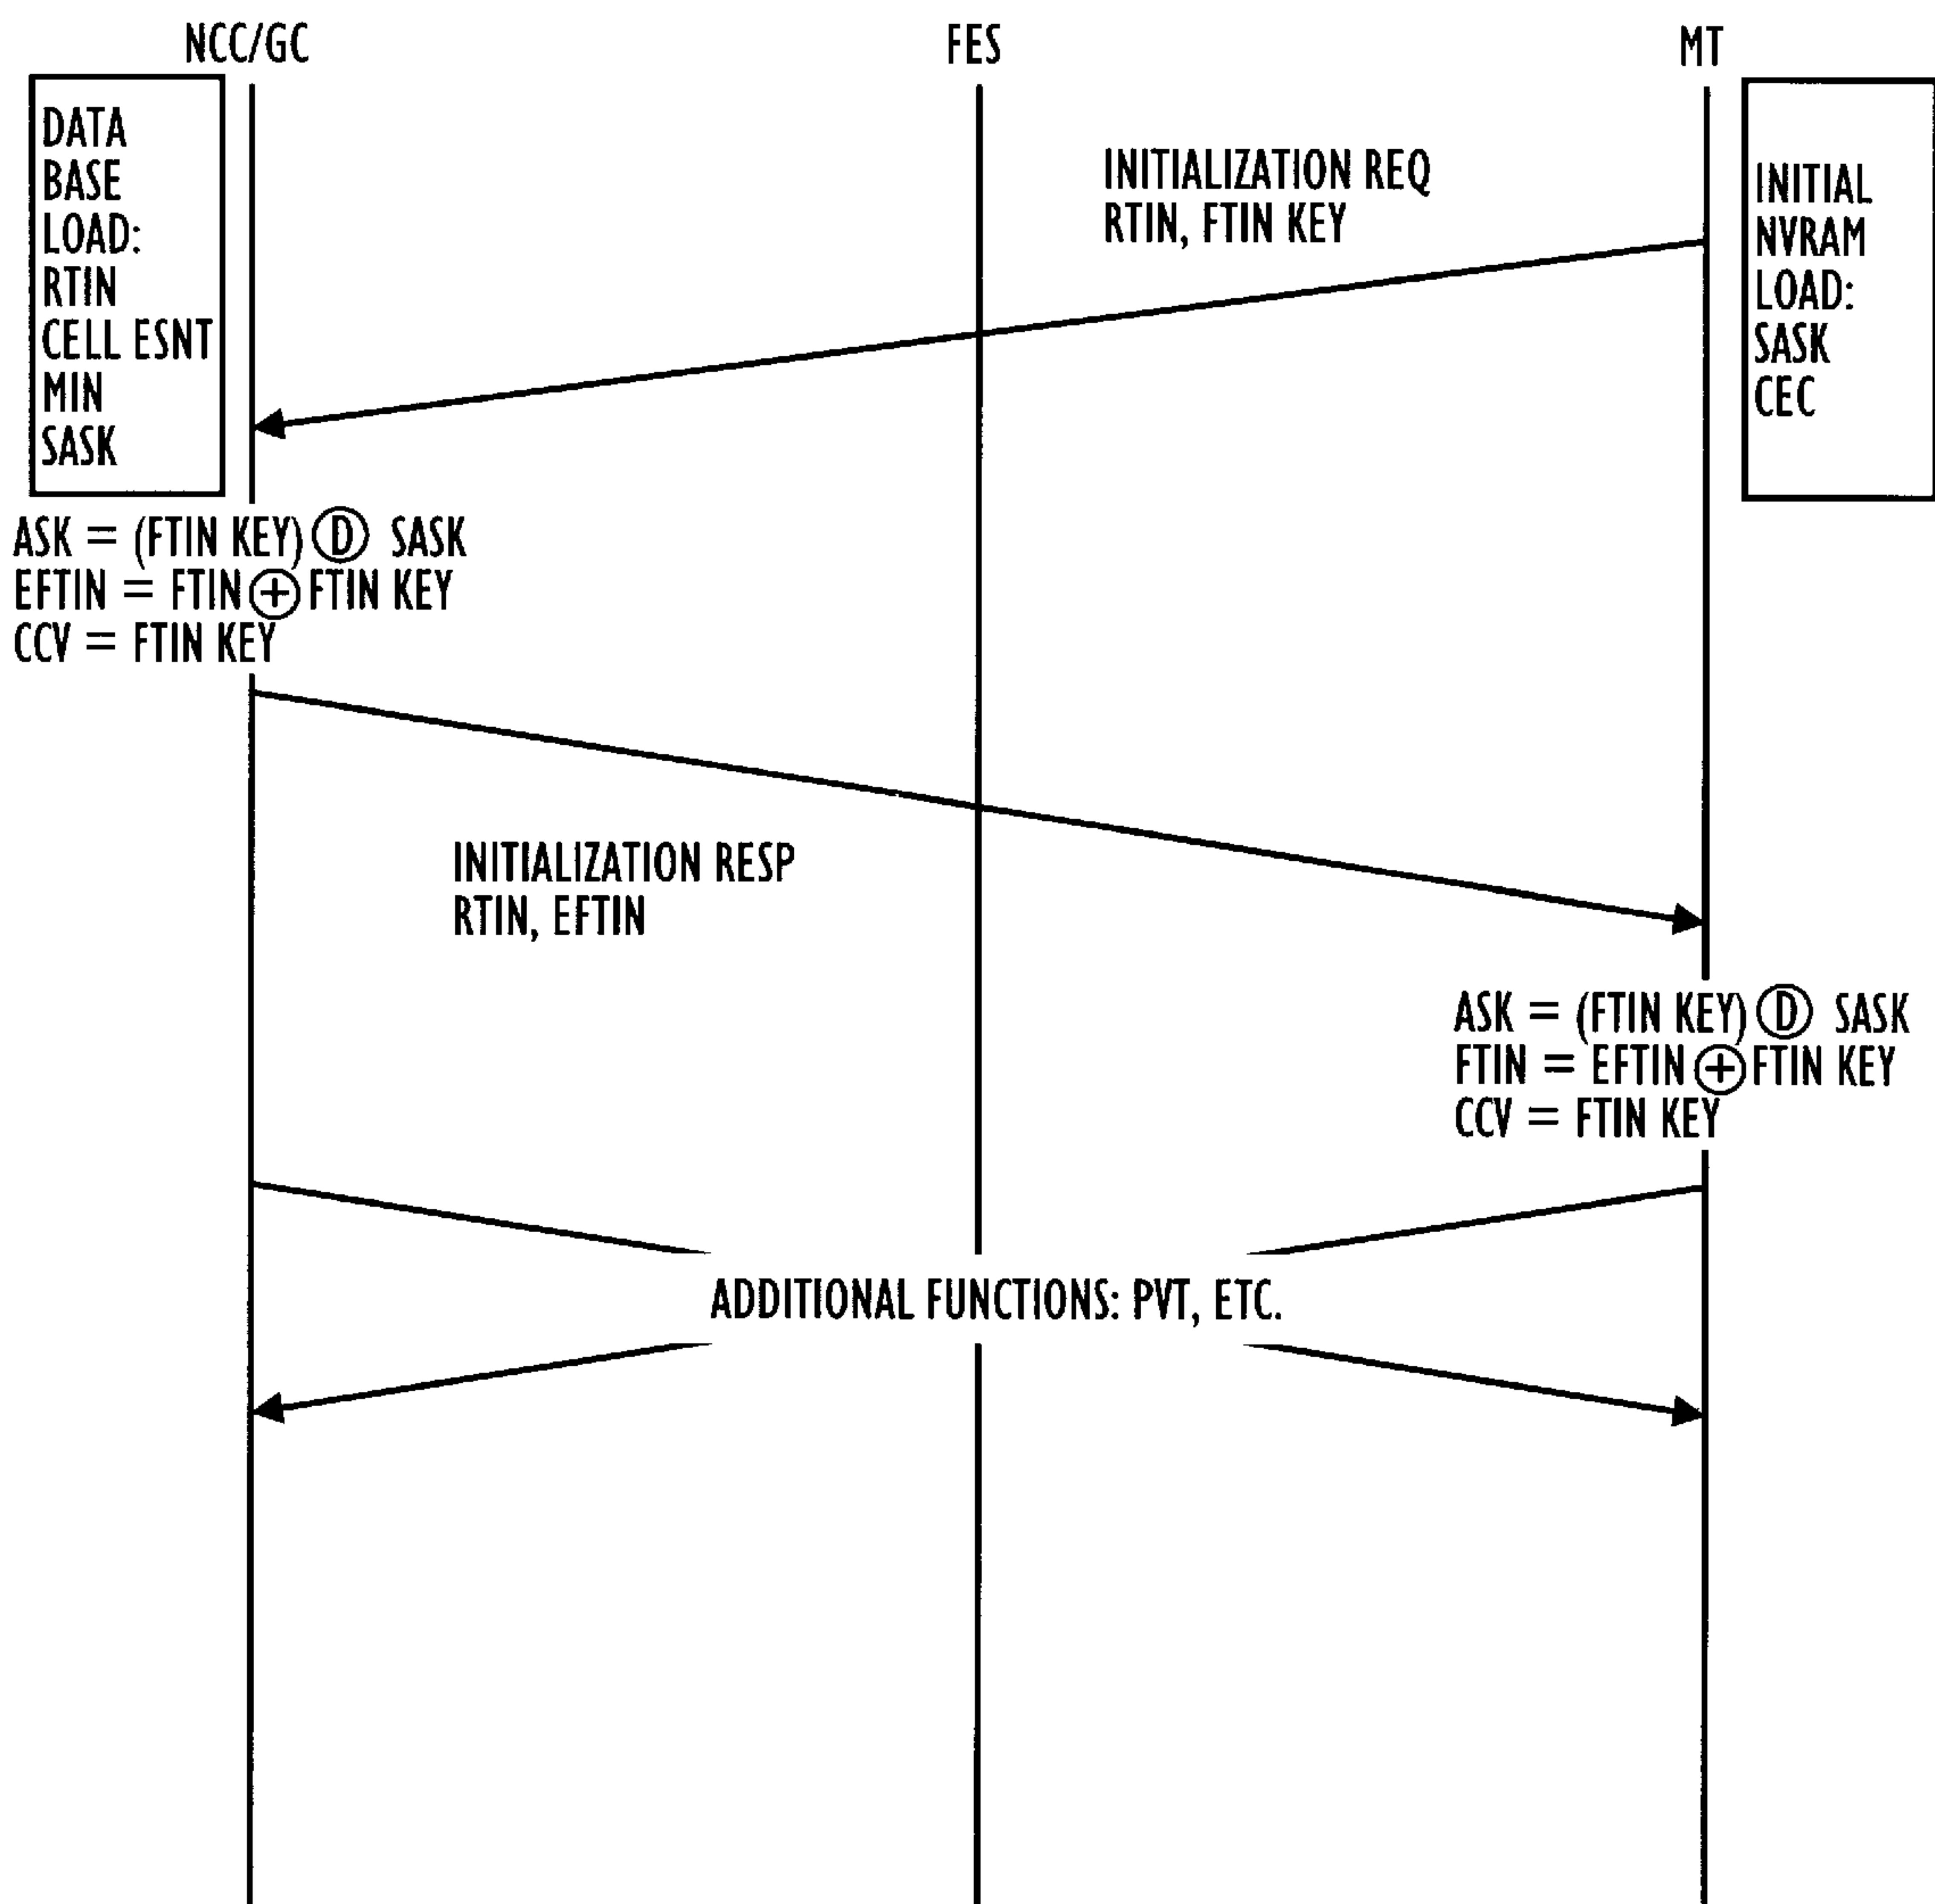 NCC/GC
FES
MT
DATA
BASE
LOAD:
RTIN
CELL ESNT
MIN
SASK
INITIALIZATION REQ
RTIN, FTIN KEY
INITIAL
NVRAM
LOAD:
SASK
CEC
ASK = (FTIN KEY) Ⓓ SASK
EFTIN = FTIN ⊕ FTIN KEY
CCV = FTIN KEY
INITIALIZATION RESP
RTIN, EFTIN
ASK = (FTIN KEY) Ⓓ SASK
FTIN = EFTIN ⊕ FTIN KEY
CCV = FTIN KEY
ADDITIONAL FUNCTIONS: PVT, ETC.